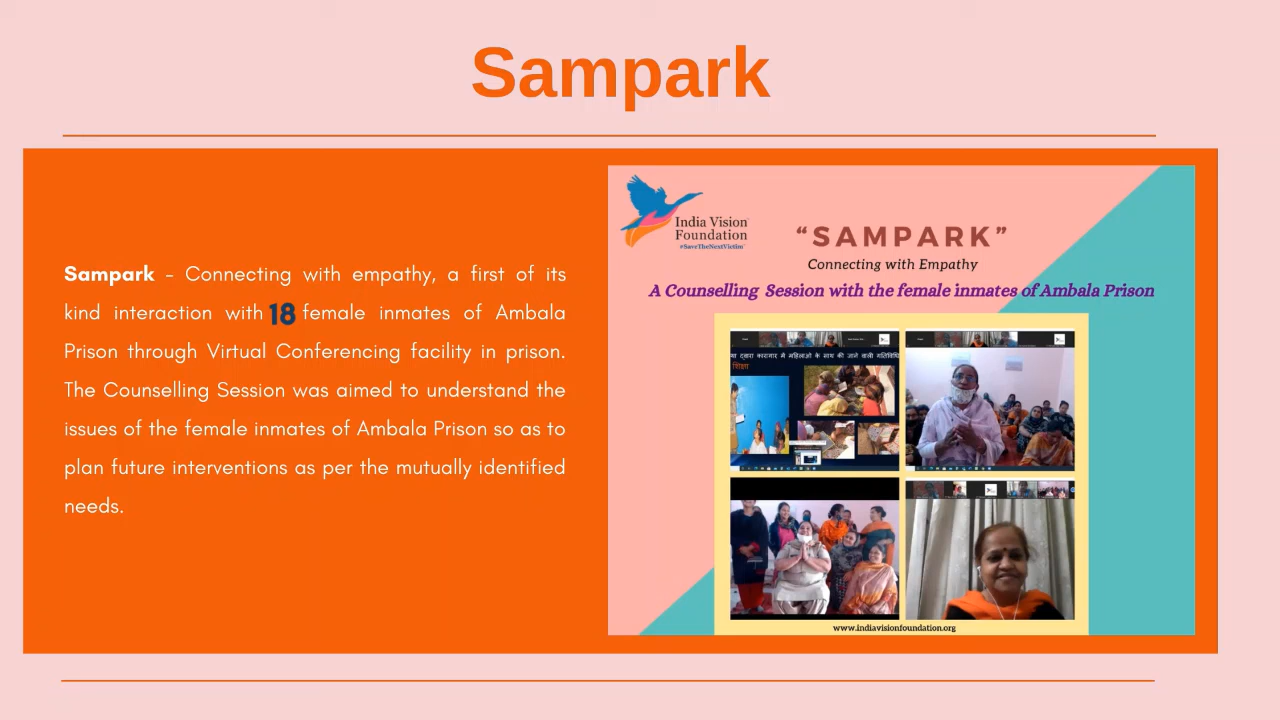 Sampark
Sampark - Connecting with empathy, a first of its
kind interaction with 18 female inmates of Ambala
Prison through Virtual Conferencing facility in prison.
The Counselling Session was aimed to understand the
issues of the female inmates of Ambala Prison so as to
plan future interventions as per the mutually identified
needs.
India Vision
Foundation
#SaveTheNextVictim
“SAMPARK”
Connecting with Empathy
A Counselling Session with the female inmates of Ambala Prison
द्वारा कारागार में महिलाओं के साथ की जाने वाली
शिक्षा
www.indiavisionfoundation.org